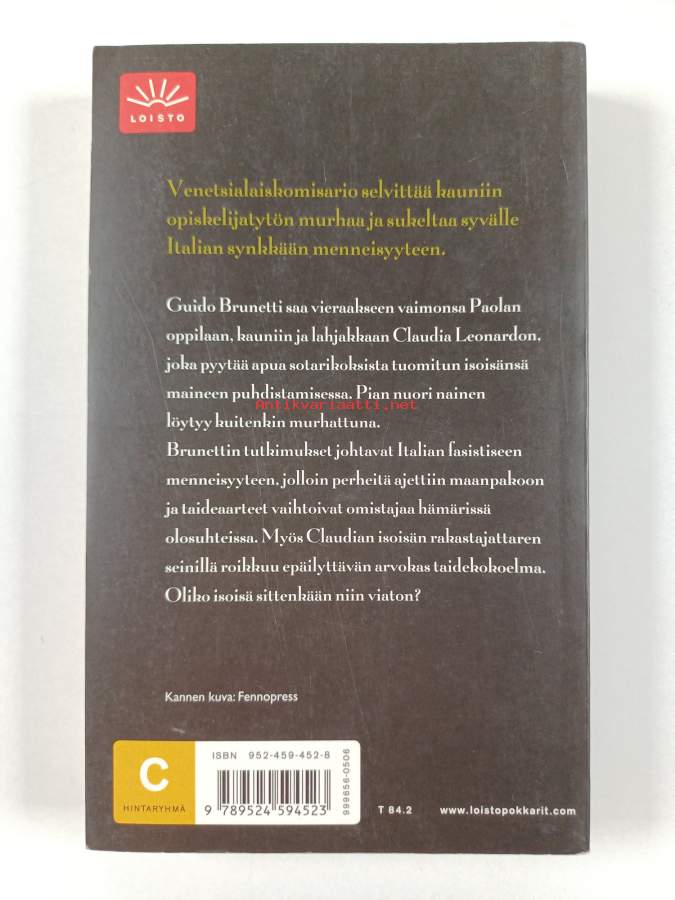 LOISTO
Venetsialaiskomisario selvittää kauniin
opiskelijatytön murhaa ja sukeltaa syvälle
Italian synkkään menneisyyteen.
Guido Brunetti saa vieraakseen vaimonsa Paolan
oppilaan, kauniin ja lahjakkaan Claudia Leonardon,
joka pyytää apua sotarikoksista tuomitun isoisänsä
maineen puhdistamisessa. Pian nuori nainen
Antikvariaatti.net
löytyy kuitenkin murhattuna.
Brunettin tutkimukset johtavat Italian fasistiseen
menneisyyteen, jolloin perheitä ajettiin maanpakoon
ja taideaarteet vaihtoivat omistajaa hämärissä
olosuhteissa. Myös Claudian isoisän rakastajattaren
seinillä roikkuu epäilyttävän arvokas taidekokoelma.
Oliko isoisä sittenkään niin viaton?
Kannen kuva: Fennopress
C
HINTARYHMÄ
ISBN 952-459-452-8
9 789524 594523
999656-0506
T 84.2
www.loistopokkarit.com